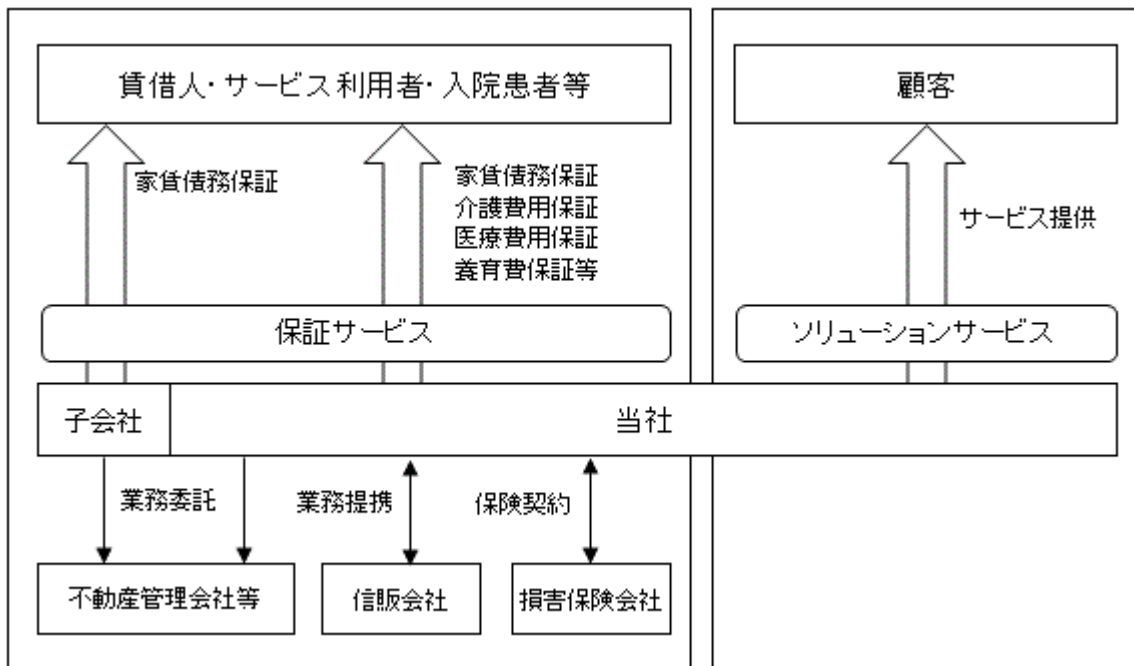 賃借人・サービス利用者・入院患者等
顧客
家賃債務保証
家賃債務保証
介護費用保証
医療費用保証
養育費保証等
サービス提供
保証サービス
ソリューションサービス
子会社
当社
業務委託
業務提携
保険契約
不動産管理会社等
信販会社
損害保険会社